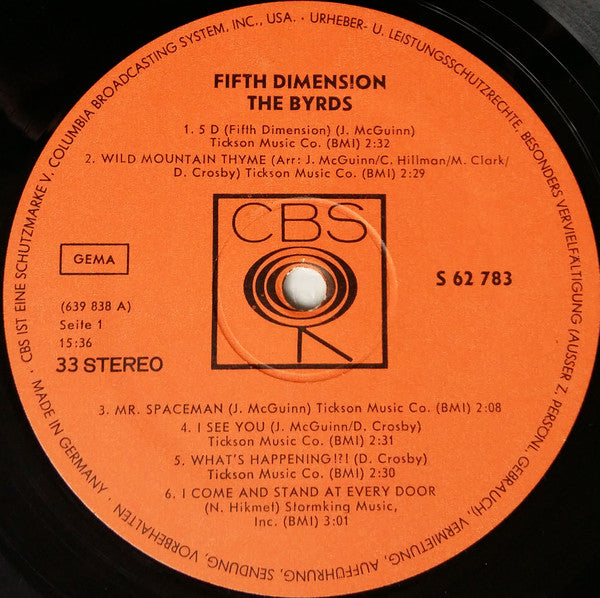 FIFTH DIMENS!ON
THE BYRDS
1. 5 D (Fifth Dimension) (J. McGuinn)
Tickson Music Co. (BMI) 2:32
2. WILD MOUNTAIN THYME (Arr: J. McGuinn/C. Hillman/M. Clark/
D. Crosby) Tickson Music Co. (BMI) 2:29
CBS
GEMA
S 62 783
(639 838 A)
Seite 1
15:36
33 STEREO
3. MR. SPACEMAN (J. McGuinn) Tickson Music Co. (BMI) 2:08
4. I SEE YOU (J. McGuinn/D. Crosby)
Tickson Music Co. (BMI) 2:31
5. WHAT'S HAPPENING!?! (D. Crosby)
Tickson Music Co. (BMI) 2:30
6. I COME AND STAND AT EVERY DOOR
(N. Hikmet) Stormking Music,
Inc. (BMI) 3:01
· CBS IST EINE SCHUTZMARKE V. COLUMBIA BROADCASTING SYSTEM, INC., USA. · URHEBER- U. LEISTUNGSSCHUTZRECHTE, BESONDERS VERVIELFÄLTIGUNG (AUSSER Z. PERSÖNL. GEBRAUCH), VERMIETUNG, AUFFÜHRUNG, SENDUNG, VORBEHALTEN · MADE IN GERMANY